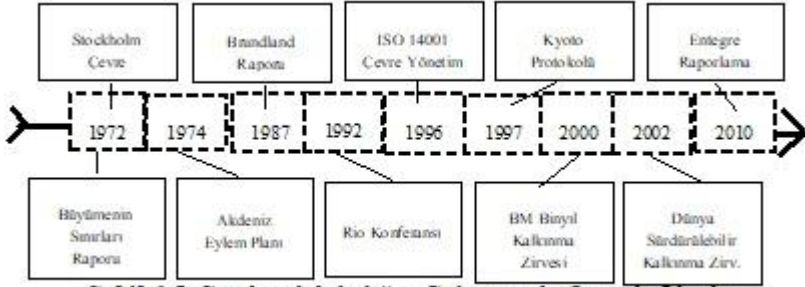 Stockholm
Çevre
Brundland
Raporu
ISO 14001
Çevre Yönetim
Kyoto
Protokolü
Entegre
Raporlama
1972
1974
1987
1992
1996
1997
2000
2002
2010
Büyümenin
Sınırları
Raporu
Akdeniz
Eylem Planı
Rio Konferansı
BM Binyıl
Kalkınma
Zirvesi
Dünya
Sürdürülebilir
Kalkınma Zirv.